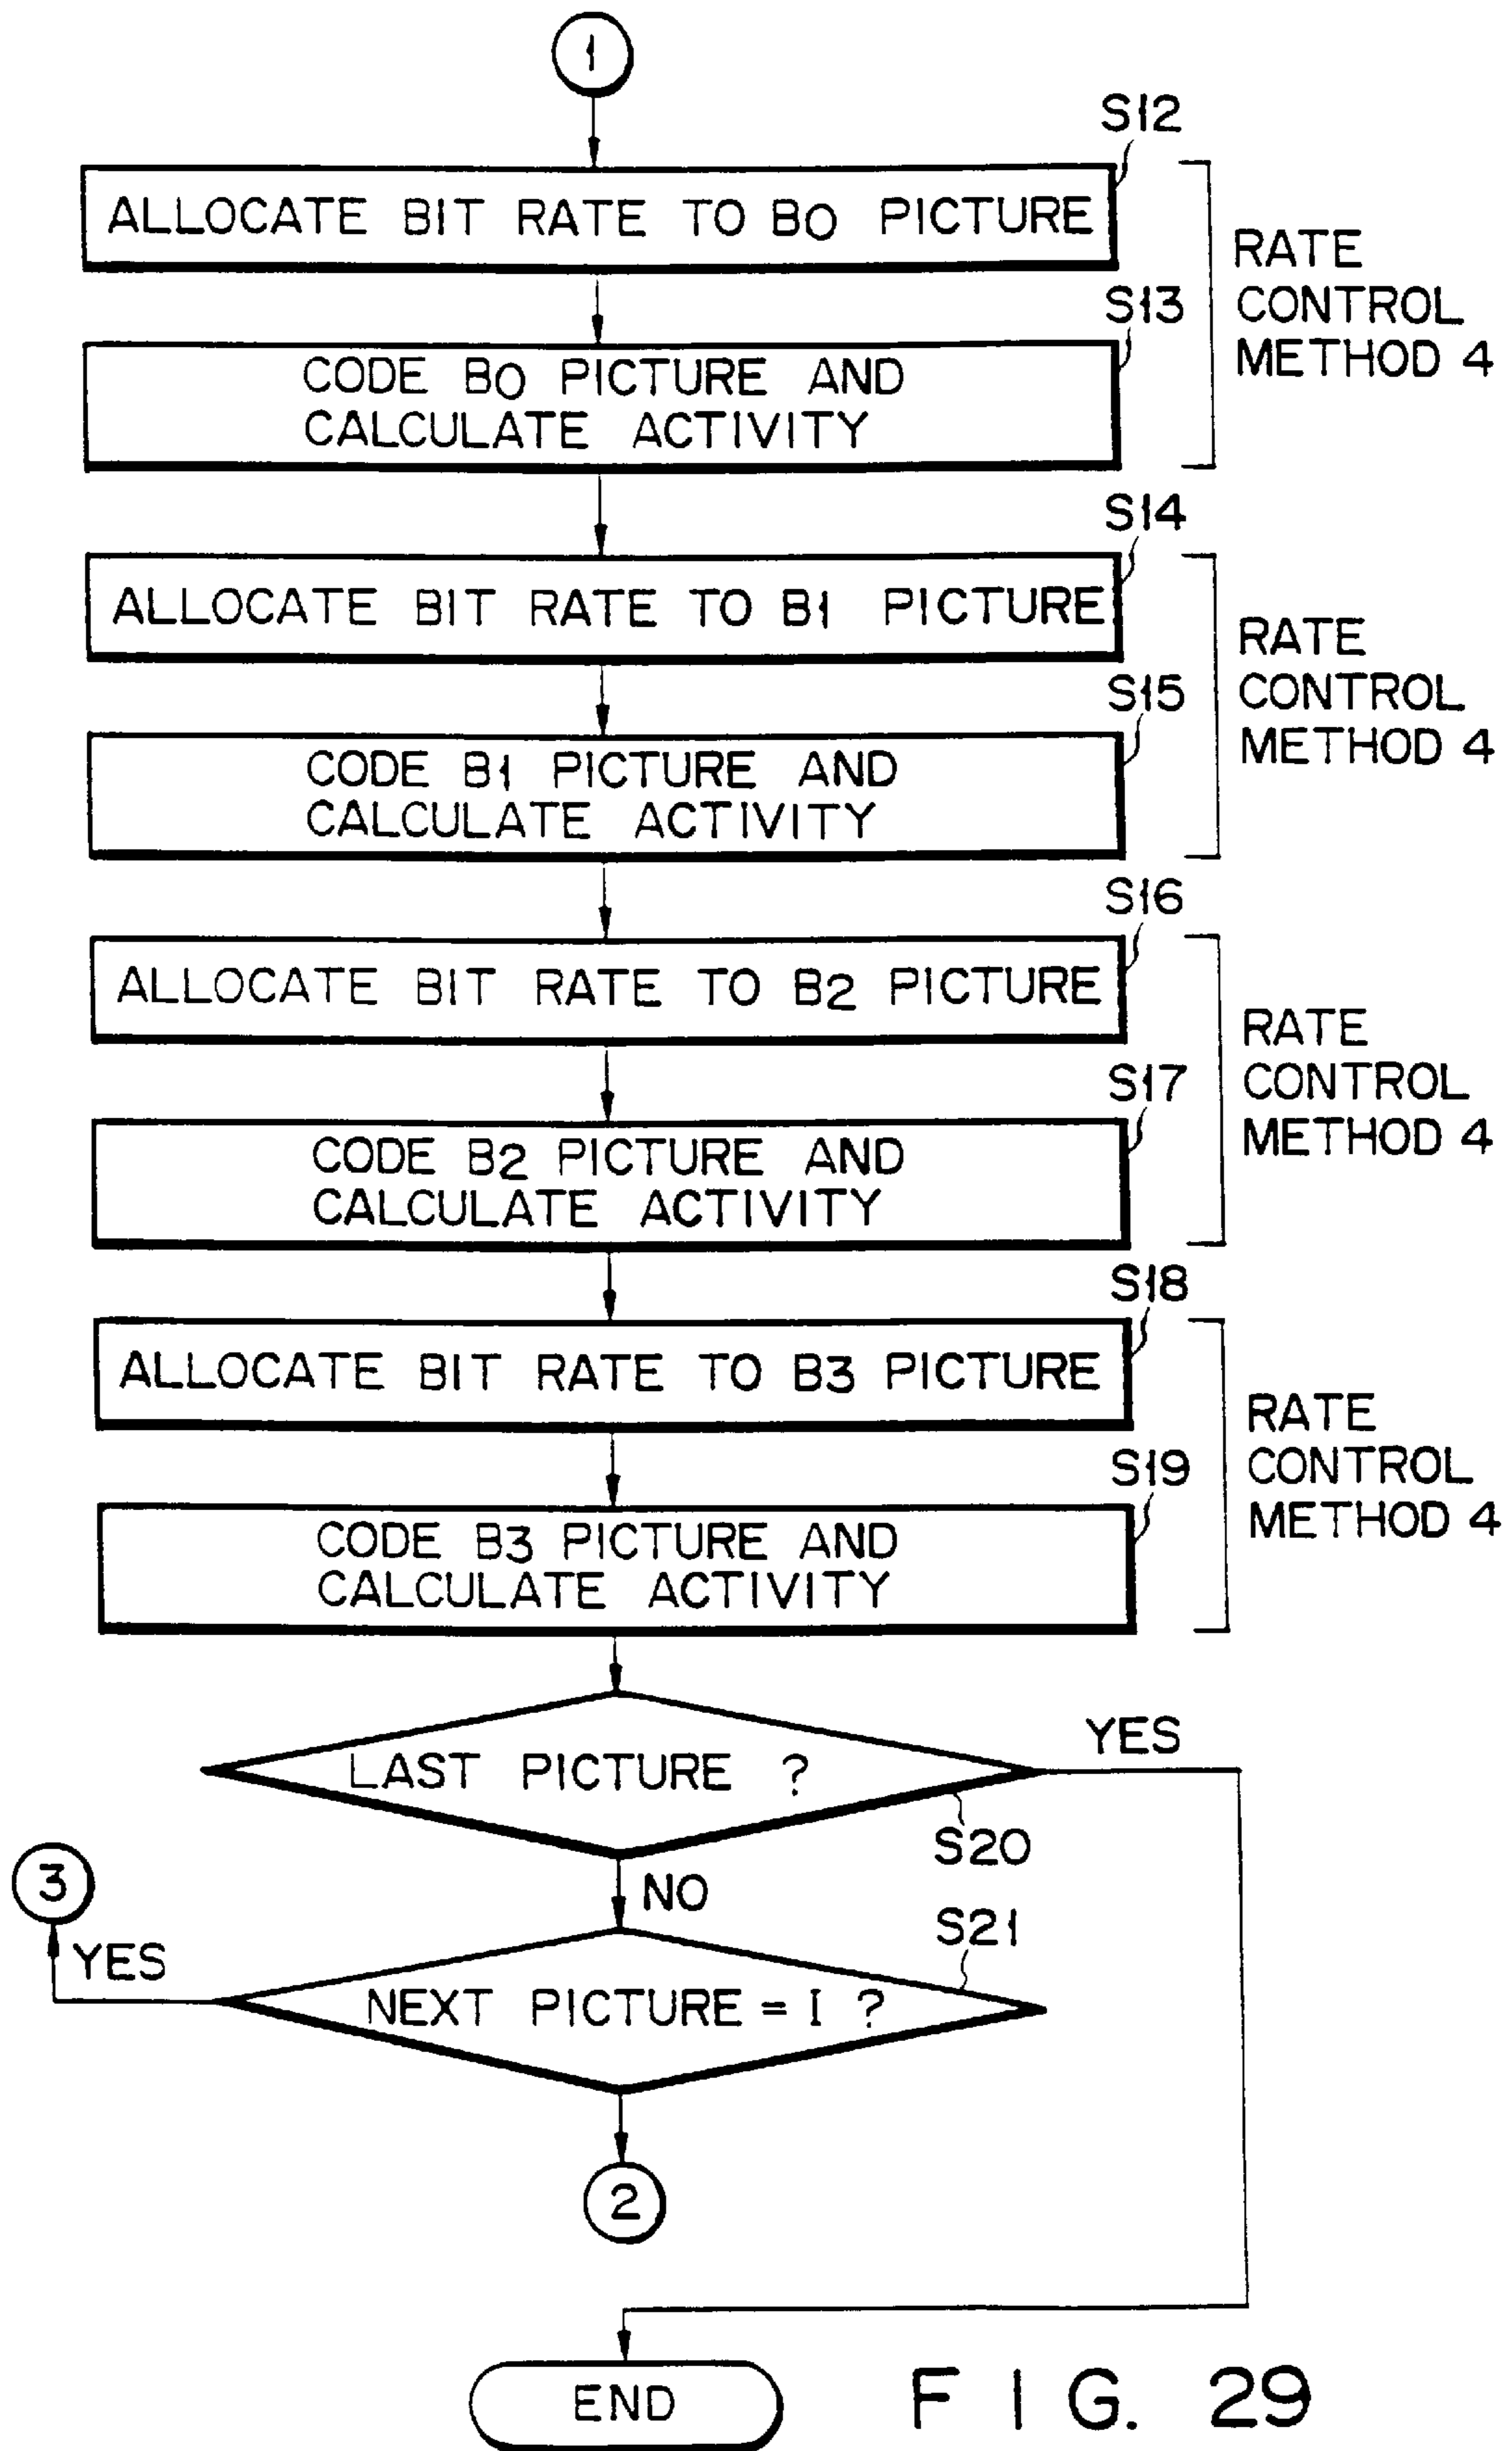 1
S12
ALLOCATE BIT RATE TO B0 PICTURE
RATE
CONTROL
METHOD 4
S13
CODE B0 PICTURE AND
CALCULATE ACTIVITY
S14
ALLOCATE BIT RATE TO B1 PICTURE
RATE
CONTROL
METHOD 4
S15
CODE B1 PICTURE AND
CALCULATE ACTIVITY
S16
ALLOCATE BIT RATE TO B2 PICTURE
RATE
CONTROL
METHOD 4
S17
CODE B2 PICTURE AND
CALCULATE ACTIVITY
S18
ALLOCATE BIT RATE TO B3 PICTURE
RATE
CONTROL
METHOD 4
S19
CODE B3 PICTURE AND
CALCULATE ACTIVITY
LAST PICTURE ?
YES
S20
NO
3
YES
S21
NEXT PICTURE = I ?
2
END
FIG. 29